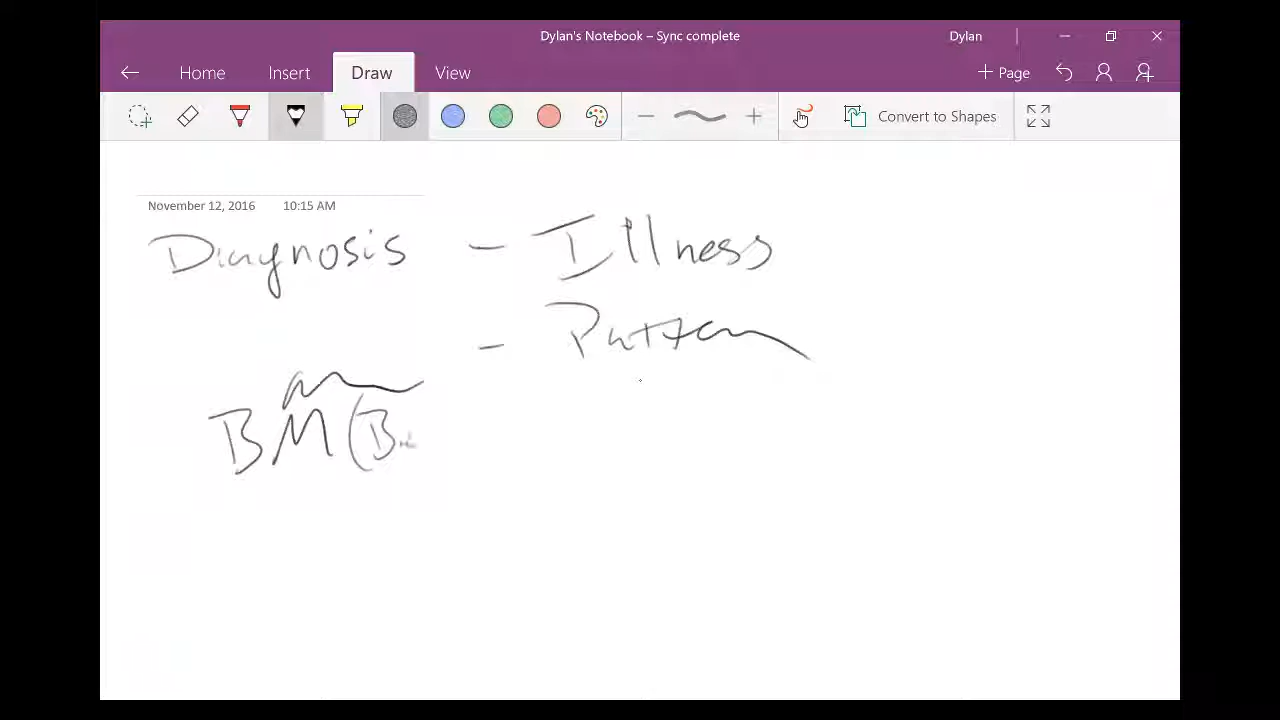 Dylan's Notebook – Sync complete
Dylan
Home Insert Draw View
Page
Convert to Shapes
November 12, 2016 10:15 AM
Diagnosis - Illness
- Pattern
BM (B